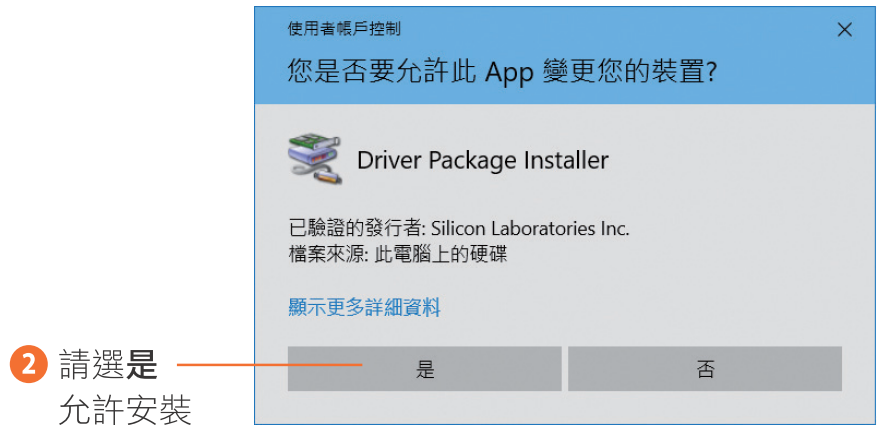 使用者帳戶控制
您是否要允許此 App 變更您的裝置?
Driver Package Installer
已驗證的發行者: Silicon Laboratories Inc.
檔案來源: 此電腦上的硬碟
顯示更多詳細資料
是
否
2 請選是
允許安裝